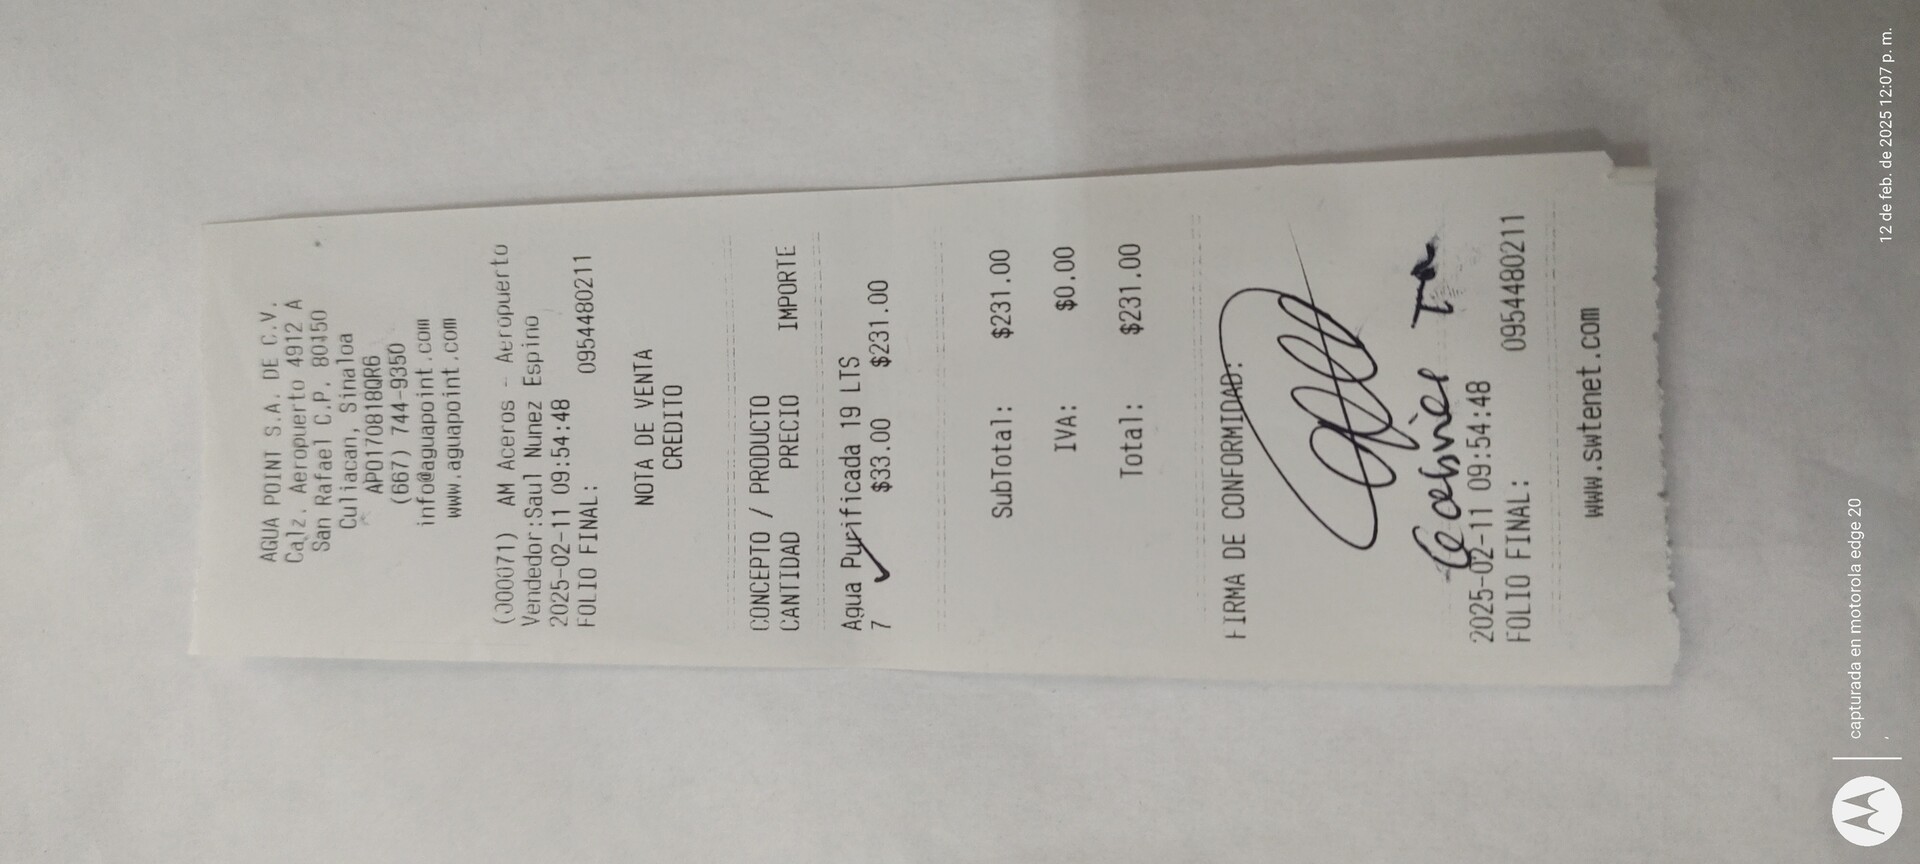 AGUA POINT S.A. DE C.V.
Calz. Aeropuerto 4912 A
San Rafael C.P. 80150
Culiacan, Sinaloa
APO170818QR6
(667) 744-9350
info@aguapoint.com
www.aguapoint.com
(000071) AM Aceros - Aeropuerto
Vendedor:Saul Nunez Espino
2025-02-11 09:54:48
FOLIO FINAL: 0954480211
NOTA DE VENTA
CREDITO
CONCEPTO / PRODUCTO
CANTIDAD PRECIO IMPORTE
Agua Purificada 19 LTS
7 $33.00 $231.00
SubTotal: $231.00
IVA: $0.00
Total: $231.00
FIRMA DE CONFORMIDAD:
2025-02-11 09:54:48
FOLIO FINAL: 0954480211
www.swtenet.com
capturada en motorola edge 20
12 de feb. de 2025 12:07 p. m.